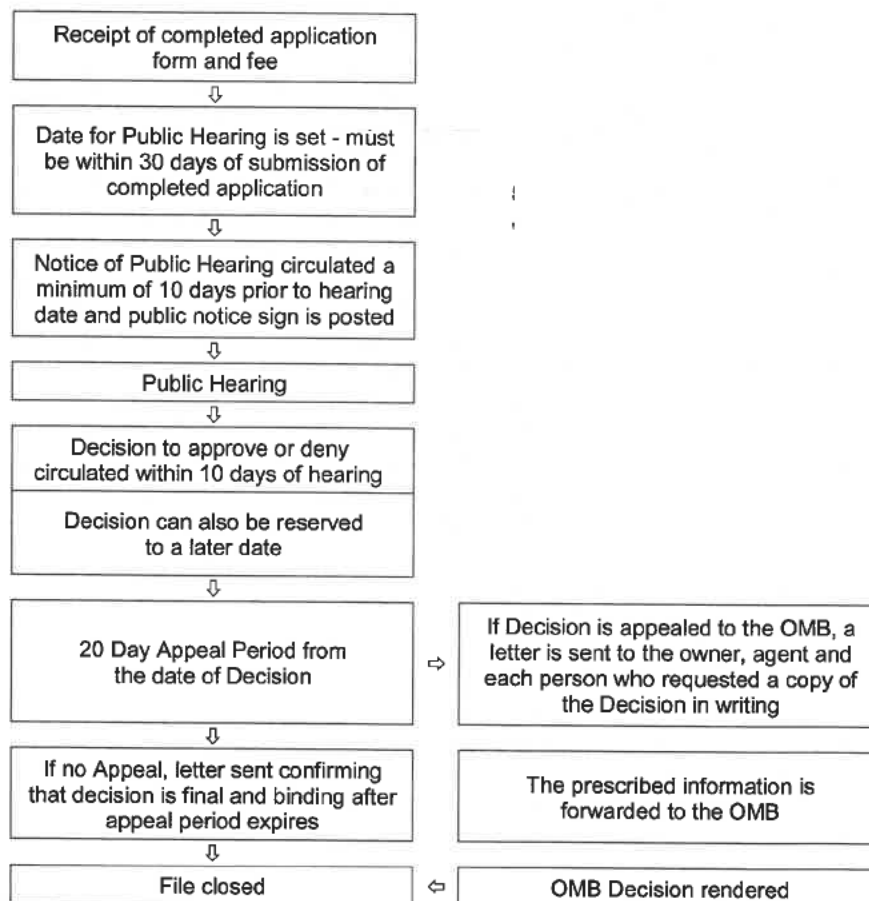 Receipt of completed application
form and fee
Date for Public Hearing is set - must
be within 30 days of submission of
completed application
Notice of Public Hearing circulated a
minimum of 10 days prior to hearing
date and public notice sign is posted
Public Hearing
Decision to approve or deny
circulated within 10 days of hearing
Decision can also be reserved
to a later date
20 Day Appeal Period from
the date of Decision
If Decision is appealed to the OMB, a
letter is sent to the owner, agent and
each person who requested a copy of
the Decision in writing
If no Appeal, letter sent confirming
that decision is final and binding after
appeal period expires
The prescribed information is
forwarded to the OMB
File closed
OMB Decision rendered